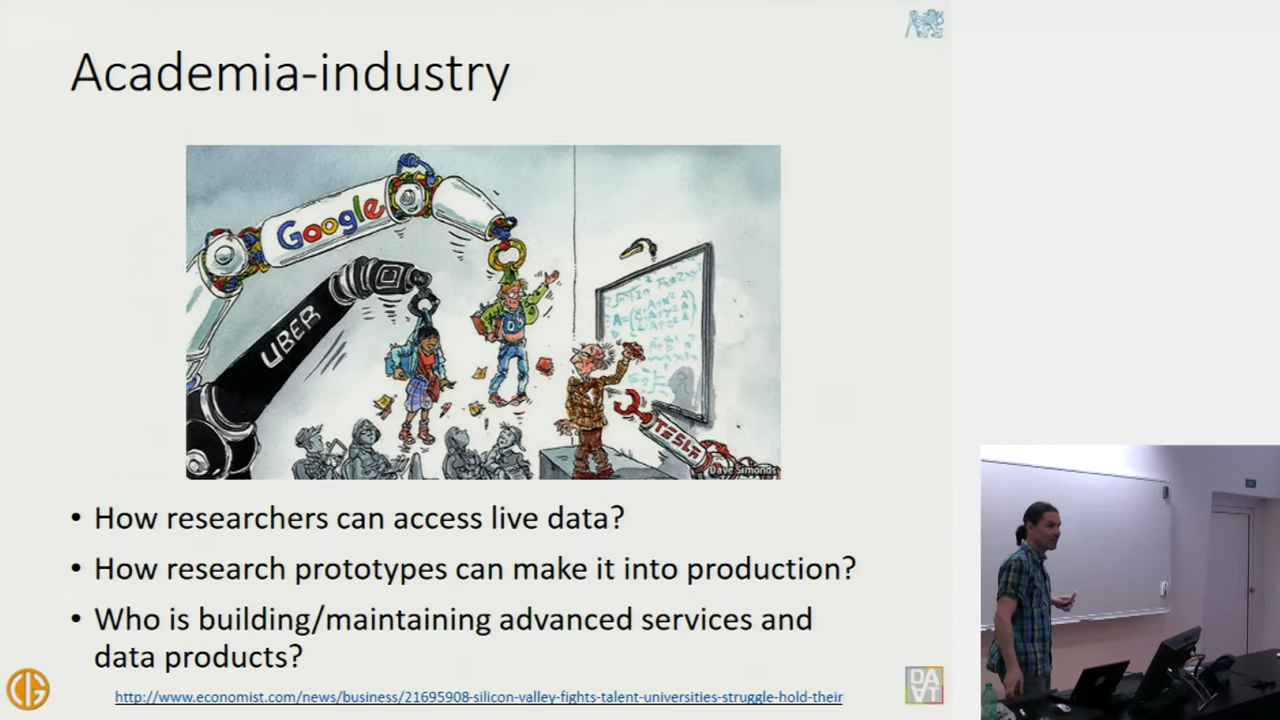 Academia-industry
Google
UBER
TESLA
Dave Simonds
• How researchers can access live data?
• How research prototypes can make it into production?
• Who is building/maintaining advanced services and
data products?
http://www.economist.com/news/business/21695908-silicon-valley-fights-talent-universities-struggle-hold-their